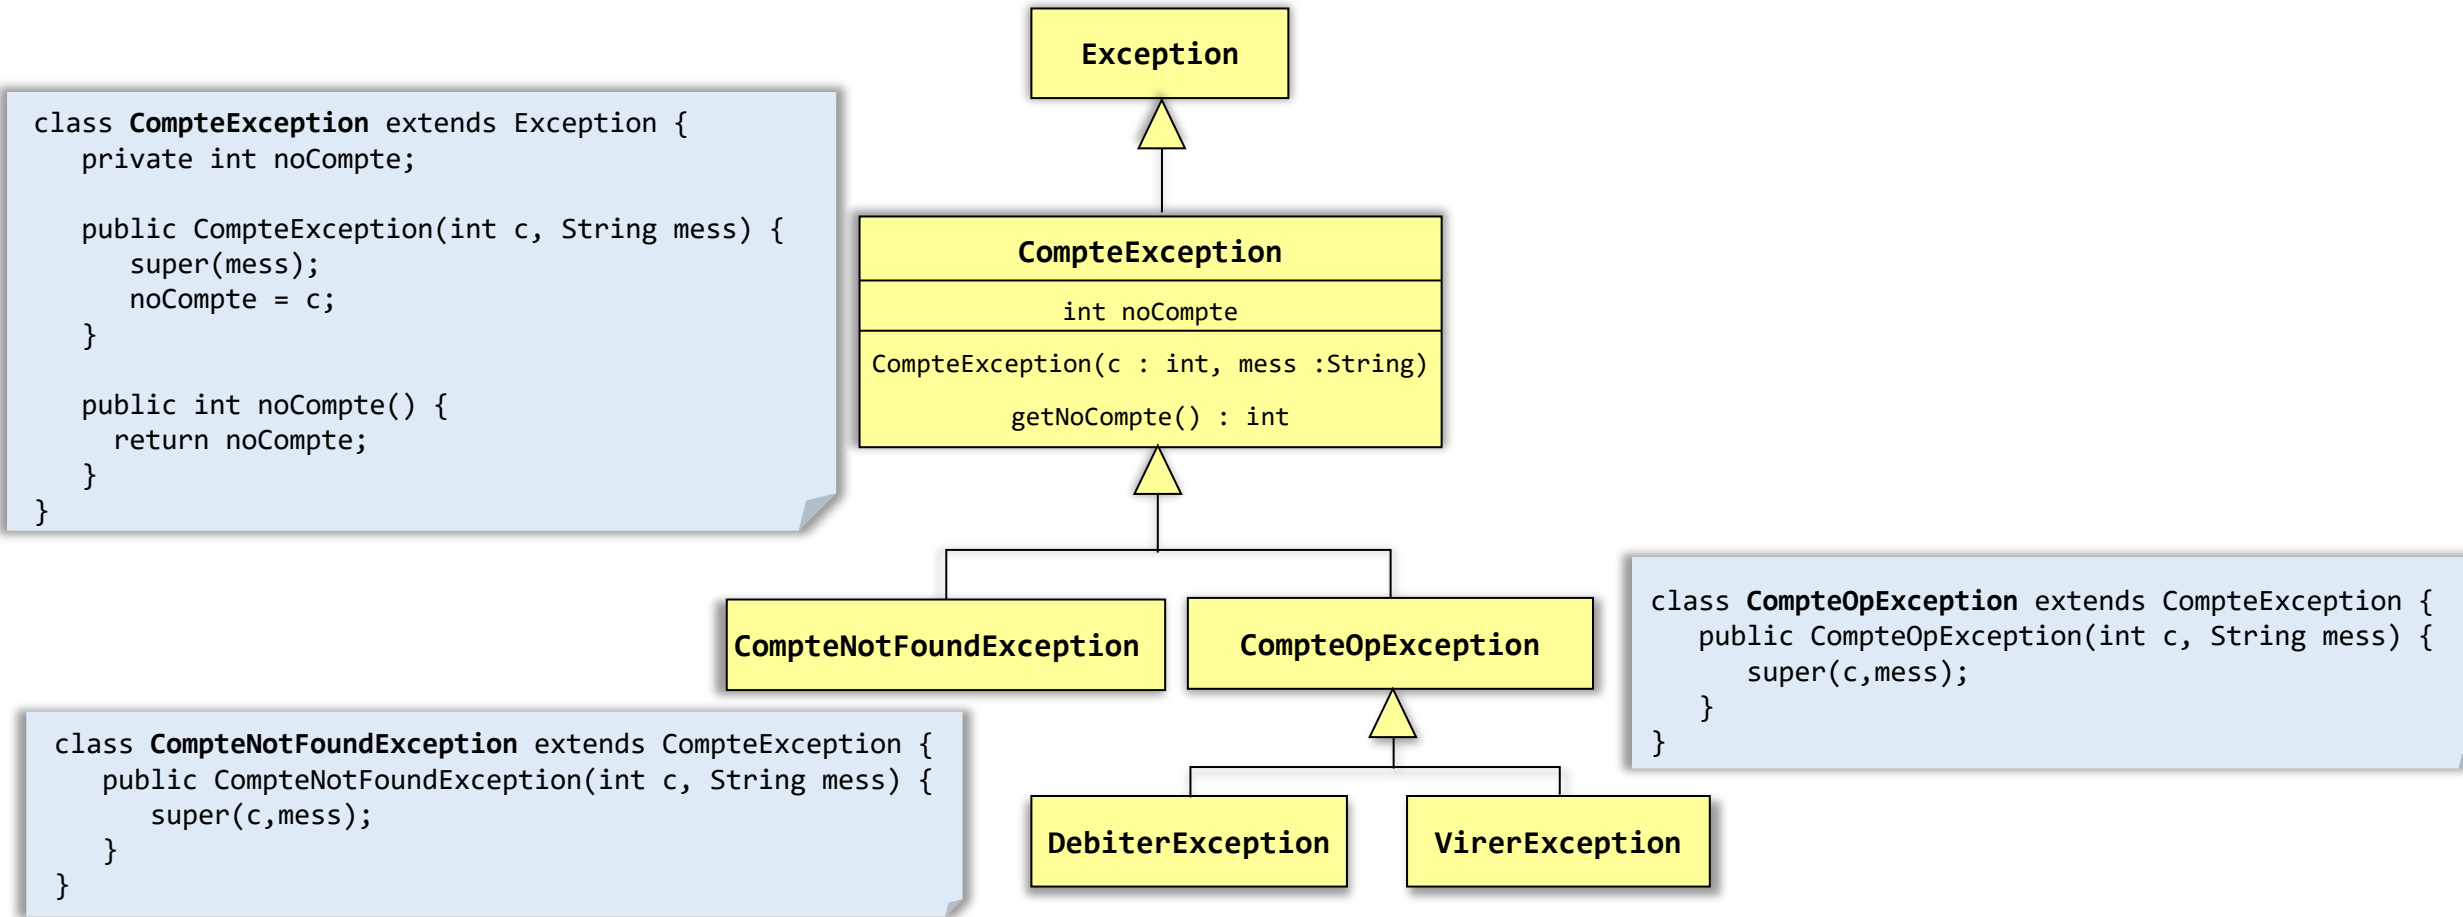 Exception
class CompteException extends Exception {
private int noCompte;
public CompteException(int c, String mess) {
super(mess);
noCompte = c;
}
public int noCompte() {
return noCompte;
}
}
CompteException
int noCompte
CompteException(c : int, mess :String)
getNoCompte() : int
CompteNotFoundException
CompteOpException
class CompteOpException extends CompteException {
public CompteOpException(int c, String mess) {
super(c,mess);
}
}
class CompteNotFoundException extends CompteException {
public CompteNotFoundException(int c, String mess) {
super(c,mess);
}
}
DebiterException
VirerException